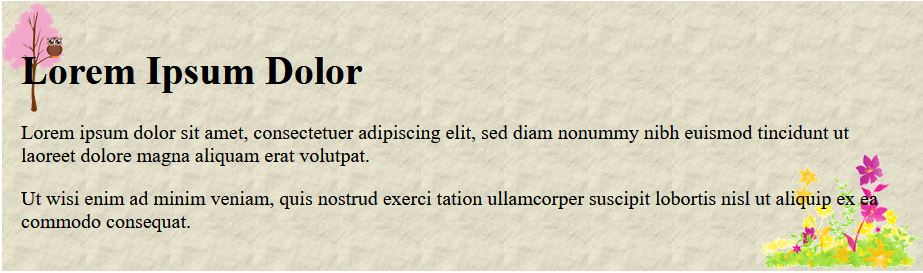 Lorem Ipsum Dolor
Lorem ipsum dolor sit amet, consectetuer adipiscing elit, sed diam nonummy nibh euismod tincidunt ut
laoreet dolore magna aliquam erat volutpat.
Ut wisi enim ad minim veniam, quis nostrud exerci tation ullamcorper suscipit lobortis nisl ut aliquip ex ea
commodo consequat.